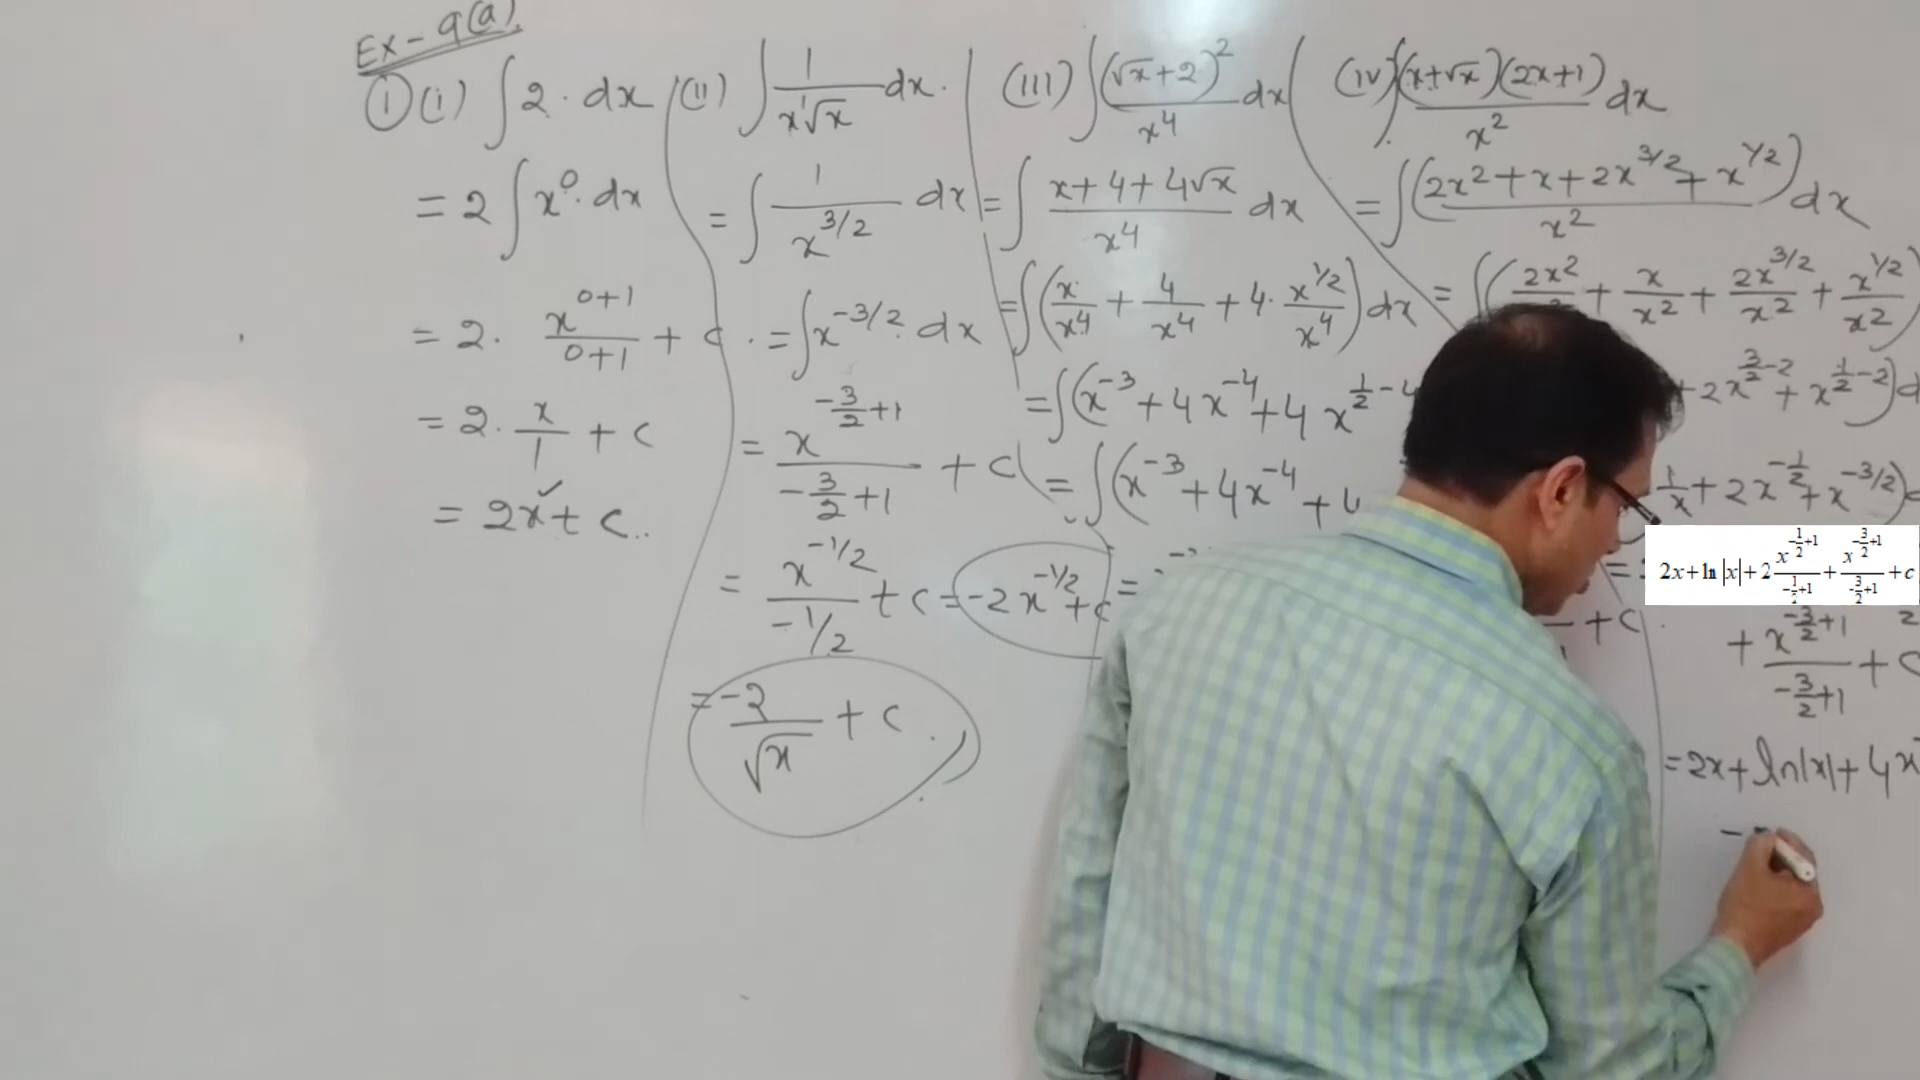 Ex-9(a).
① (i) ∫ 2. dx
= 2 ∫ x⁰. dx
= 2. x^(0+1)/(0+1) + c.
= 2. x/1 + c
= 2x + c..
(ii) ∫ 1/(x¹√x) dx.
= ∫ 1/x^(3/2) dx
= ∫ x^(-3/2) dx
= x^(-3/2+1)/(-3/2+1) + c
= x^(-1/2)/(-1/2) + c = -2x^(-1/2) + c
= -2/√x + c.
(iii) ∫ (√x+2)²/x⁴ dx
= ∫ (x+4+4√x)/x⁴ dx
= ∫ (x/x⁴ + 4/x⁴ + 4. x^(1/2)/x⁴) dx
= ∫ (x⁻³ + 4x⁻⁴ + 4x^(1/2-4
= ∫ (x⁻³ + 4x⁻⁴ + 4
=
+ c.
(iv) ∫ (x+√x)(2x+1)/x² dx
= ∫ (2x²+x+2x^(3/2)+x^(1/2))/x² dx
= ∫ (2x²/ + x/x² + 2x^(3/2)/x² + x^(1/2)/x²)
+ 2x^(3/2-2) + x^(1/2-2)) d
1/x + 2x^(-1/2) + x^(-3/2))
=
2x+ln|x|+2 x^(-1/2+1)/(-1/2+1) + x^(-3/2+1)/(-3/2+1) +c
+ x^(-3/2+1)/(-3/2+1) + c
= 2x + ln|x| + 4x
-